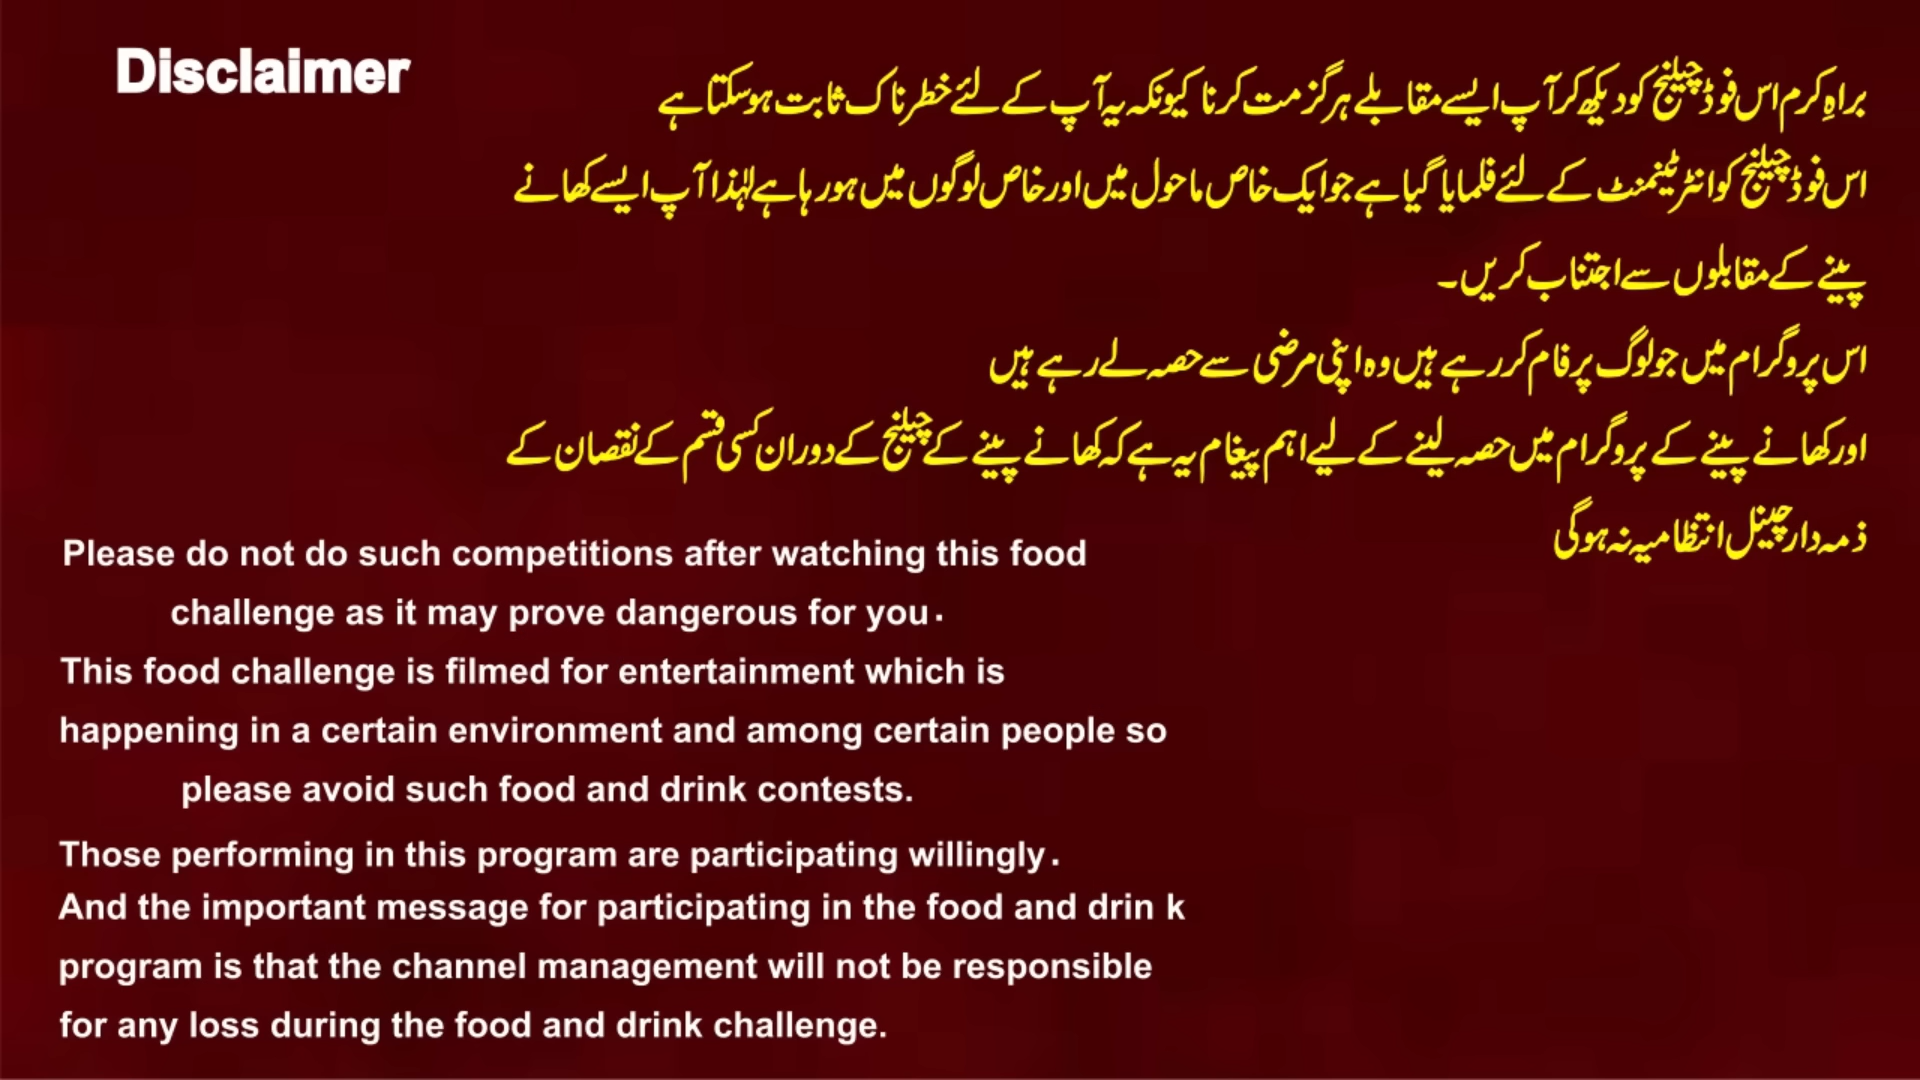 Disclaimer
براہِ کرم اس فوڈ چیلنج کو دیکھ کر آپ ایسے مقابلے ہرگز مت کرنا کیونکہ یہ آپ کے لئے خطرناک ثابت ہوسکتا ہے
اس فوڈ چیلنج کو انٹرٹینمنٹ کے لئے فلمایا گیا ہے جو ایک خاص ماحول میں اور خاص لوگوں میں ہورہا ہے لہٰذا آپ ایسے کھانے
پینے کے مقابلوں سے اجتناب کریں۔
اس پروگرام میں جو لوگ پرفام کررہے ہیں وہ اپنی مرضی سے حصہ لے رہے ہیں
اور کھانے پینے کے پروگرام میں حصہ لینے کے لیے اہم پیغام یہ ہے کہ کھانے پینے کے چیلنج کے دوران کسی قسم کے نقصان کے
ذمہ دار چینل انتظامیہ نہ ہوگی
Please do not do such competitions after watching this food
challenge as it may prove dangerous for you.
This food challenge is filmed for entertainment which is
happening in a certain environment and among certain people so
please avoid such food and drink contests.
Those performing in this program are participating willingly.
And the important message for participating in the food and drin k
program is that the channel management will not be responsible
for any loss during the food and drink challenge.